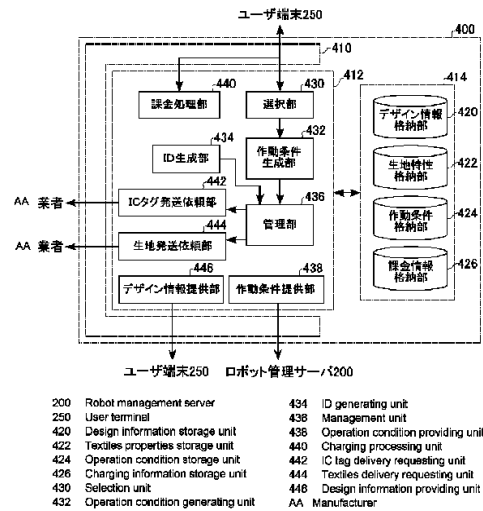 ユーザ端末250
400
410
412
414
440
課金処理部
430
選択部
デザイン情報
格納部
420
434
ID生成部
432
作動条件
生成部
生地特性
格納部
422
442
AA 業者
ICタグ発送依頼部
436
管理部
作動条件
格納部
424
444
AA 業者
生地発送依頼部
課金情報
格納部
426
446
デザイン情報提供部
438
作動条件提供部
ユーザ端末250
ロボット管理サーバ200
200 Robot management server
250 User terminal
420 Design information storage unit
422 Textiles properties storage unit
424 Operation condition storage unit
426 Charging information storage unit
430 Selection unit
432 Operation condition generating unit
434 ID generating unit
436 Management unit
438 Operation condition providing unit
440 Charging processing unit
442 IC tag delivery requesting unit
444 Textiles delivery requesting unit
446 Design information providing unit
AA Manufacturer